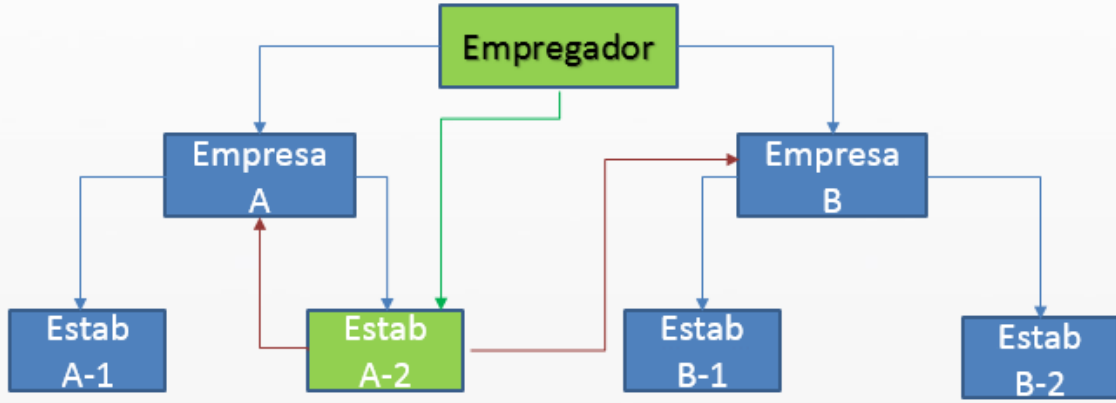 Empregador
Empresa
A
Empresa
B
Estab
A-1
Estab
A-2
Estab
B-1
Estab
B-2